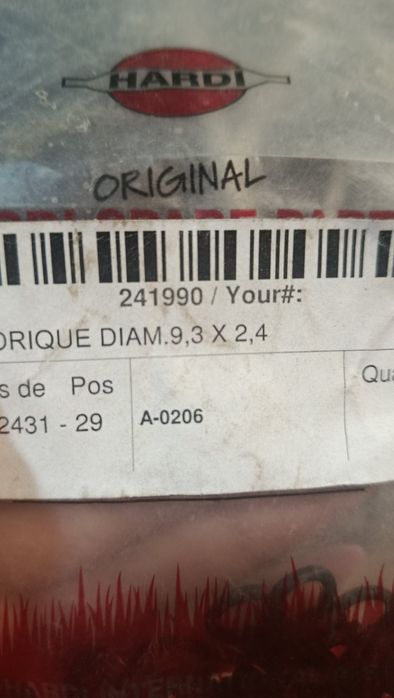 HARDI
ORIGINAL
241990 / Your#:
ORIQUE DIAM.9,3 X 2,4
s de Pos
Qua
2431 - 29
A-0206